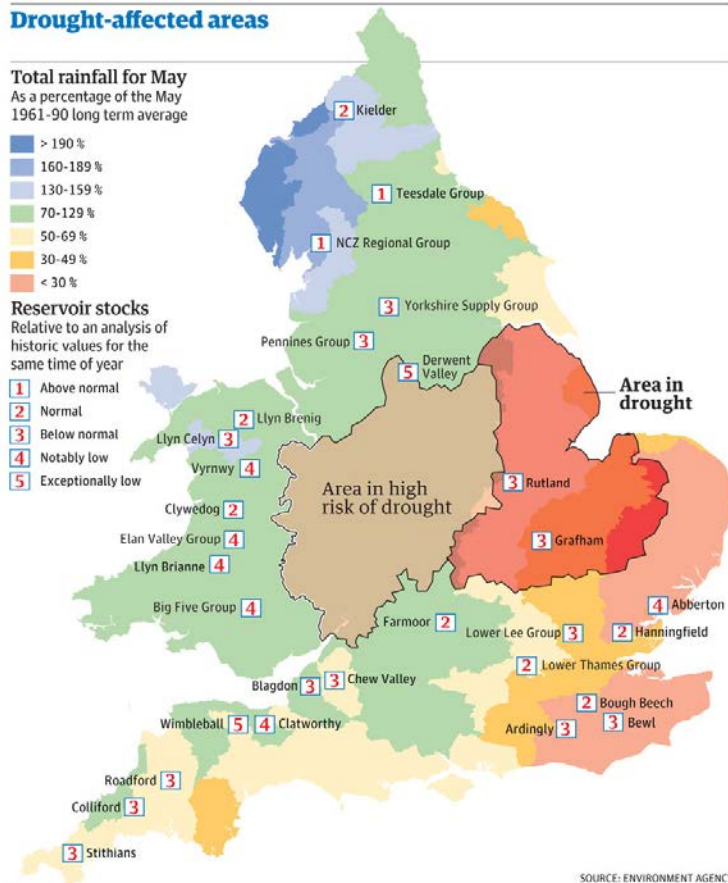 Drought-affected areas
Total rainfall for May
As a percentage of the May
1961-90 long term average
> 190 %
160-189 %
130-159 %
70-129 %
50-69 %
30-49 %
< 30 %
Reservoir stocks
Relative to an analysis of
historic values for the
same time of year
1 Above normal
2 Normal
3 Below normal
4 Notably low
5 Exceptionally low
2 Kielder
1 Teesdale Group
1 NCZ Regional Group
3 Yorkshire Supply Group
Pennines Group 3
5 Derwent
Valley
Area in
drought
2 Llyn Brenig
Llyn Celyn 3
Vyrnwy 4
Clywedog 2
Elan Valley Group 4
Llyn Brianne 4
Big Five Group 4
Area in high
risk of drought
3 Rutland
3 Grafham
Farmoor 2
Lower Lee Group 3
4 Abberton
2 Hanningfield
2 Lower Thames Group
Blagdon 3
3 Chew Valley
2 Bough Beech
Ardingly 3
3 Bewl
Wimbleball 5
4 Clatworthy
Roadford 3
Colliford 3
3 Stithians
SOURCE: ENVIRONMENT AGENC